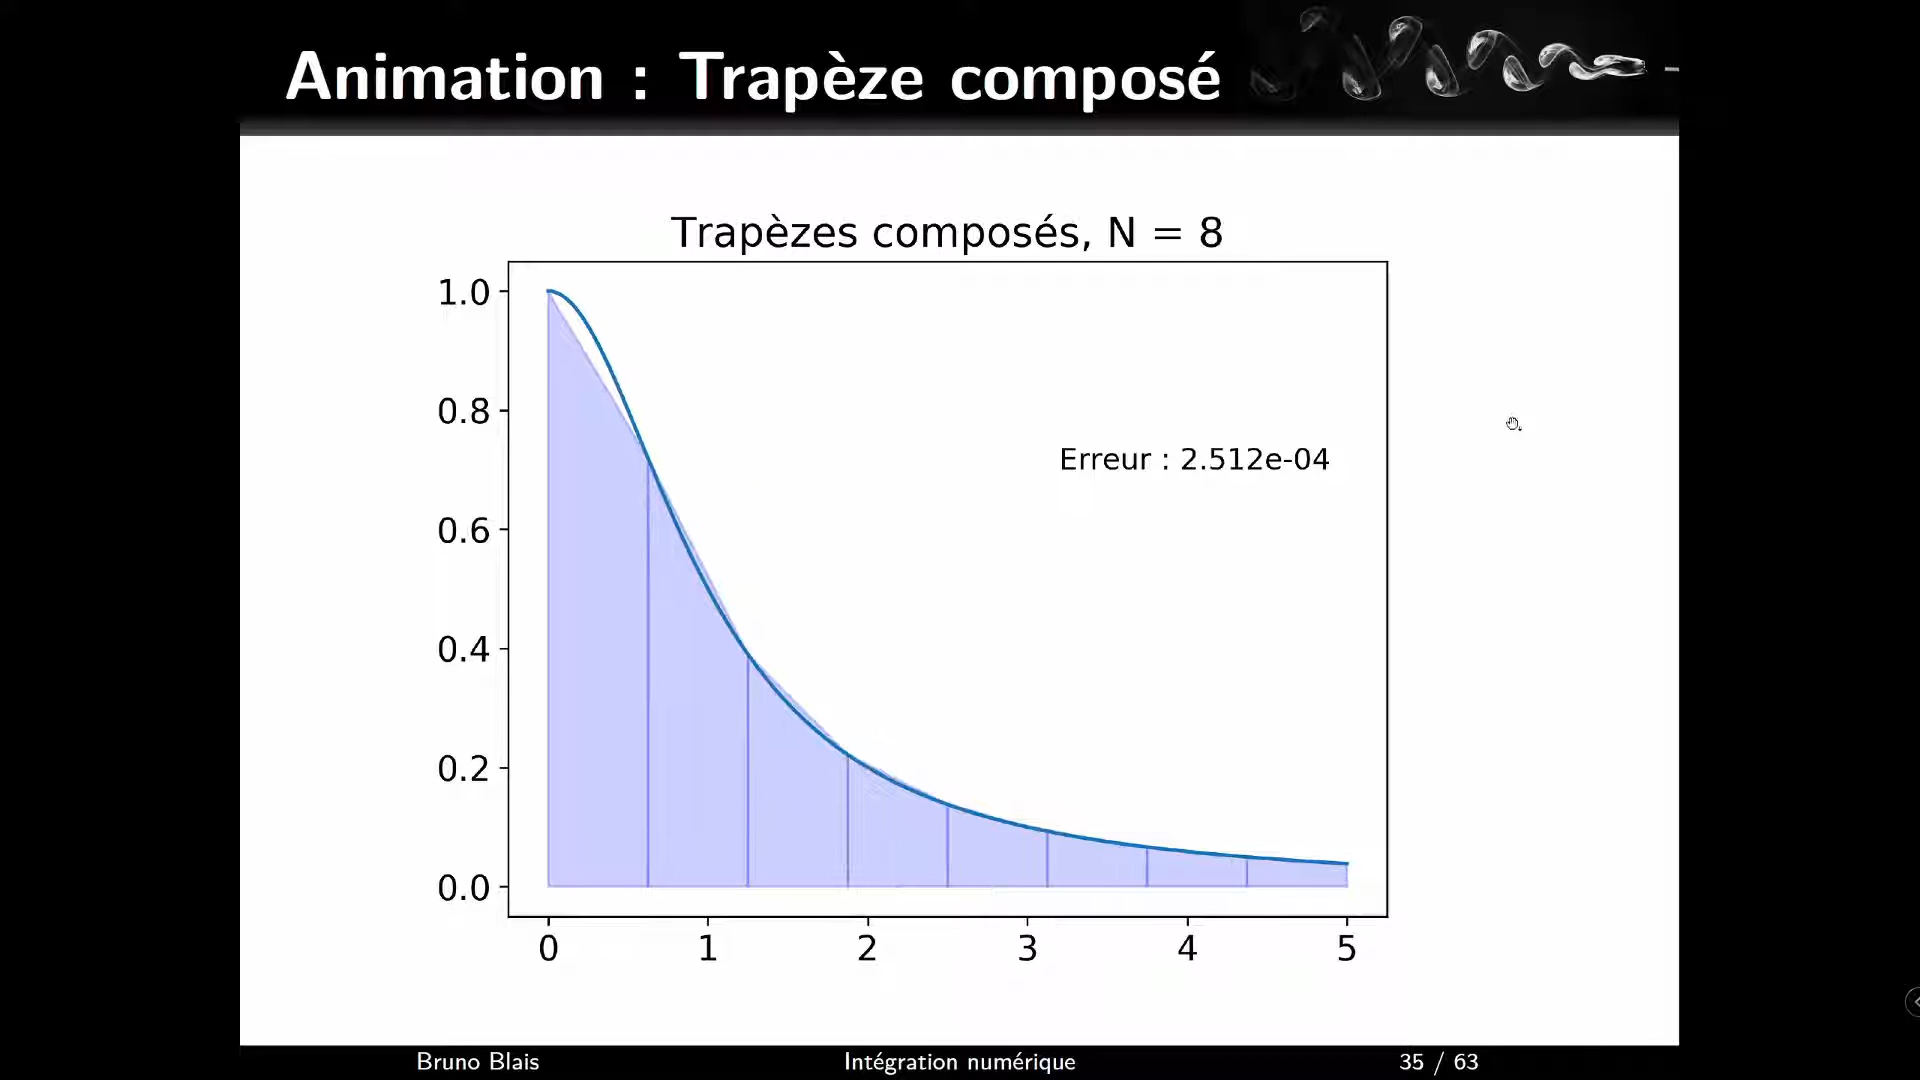 Animation : Trapèze composé
Trapèzes composés, N = 8
1.0
0.8
Erreur : 2.512e-04
0.6
0.4
0.2
0.0
0 1 2 3 4 5
Bruno Blais Intégration numérique 35 / 63